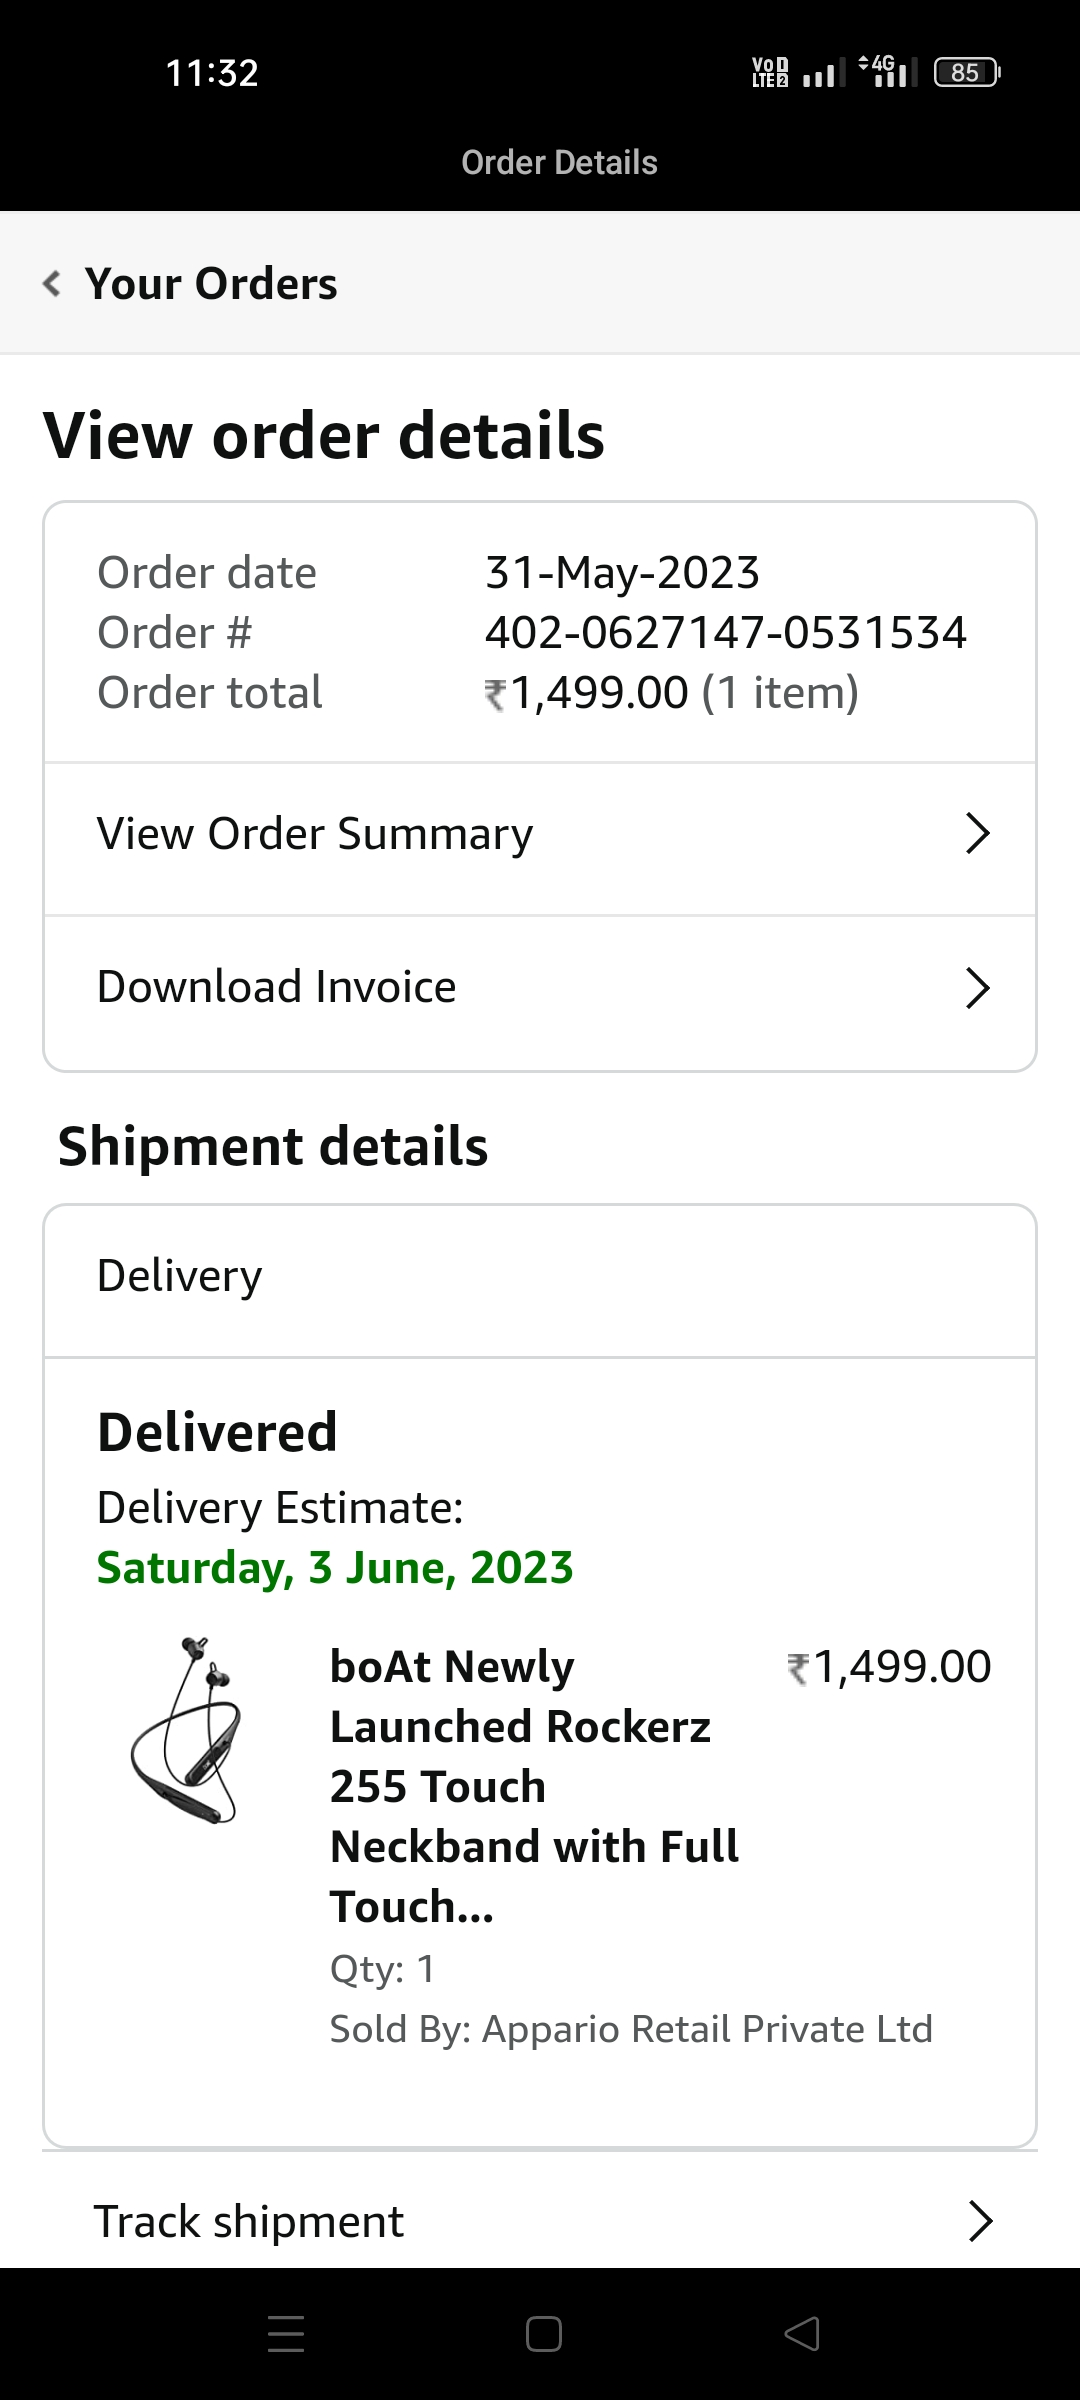 11:32
VoD LTE 2 4G 85
Order Details
Your Orders
View order details
Order date 31-May-2023
Order # 402-0627147-0531534
Order total ₹1,499.00 (1 item)
View Order Summary
Download Invoice
Shipment details
Delivery
Delivered
Delivery Estimate:
Saturday, 3 June, 2023
boAt Newly ₹1,499.00
Launched Rockerz
255 Touch
Neckband with Full
Touch...
Qty: 1
Sold By: Appario Retail Private Ltd
Track shipment